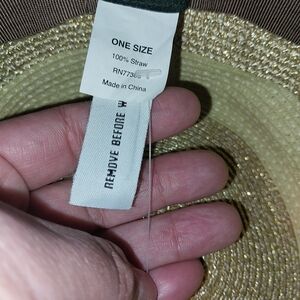 ONE SIZE
100% Straw
Made in China
REMOVE BEFORE W